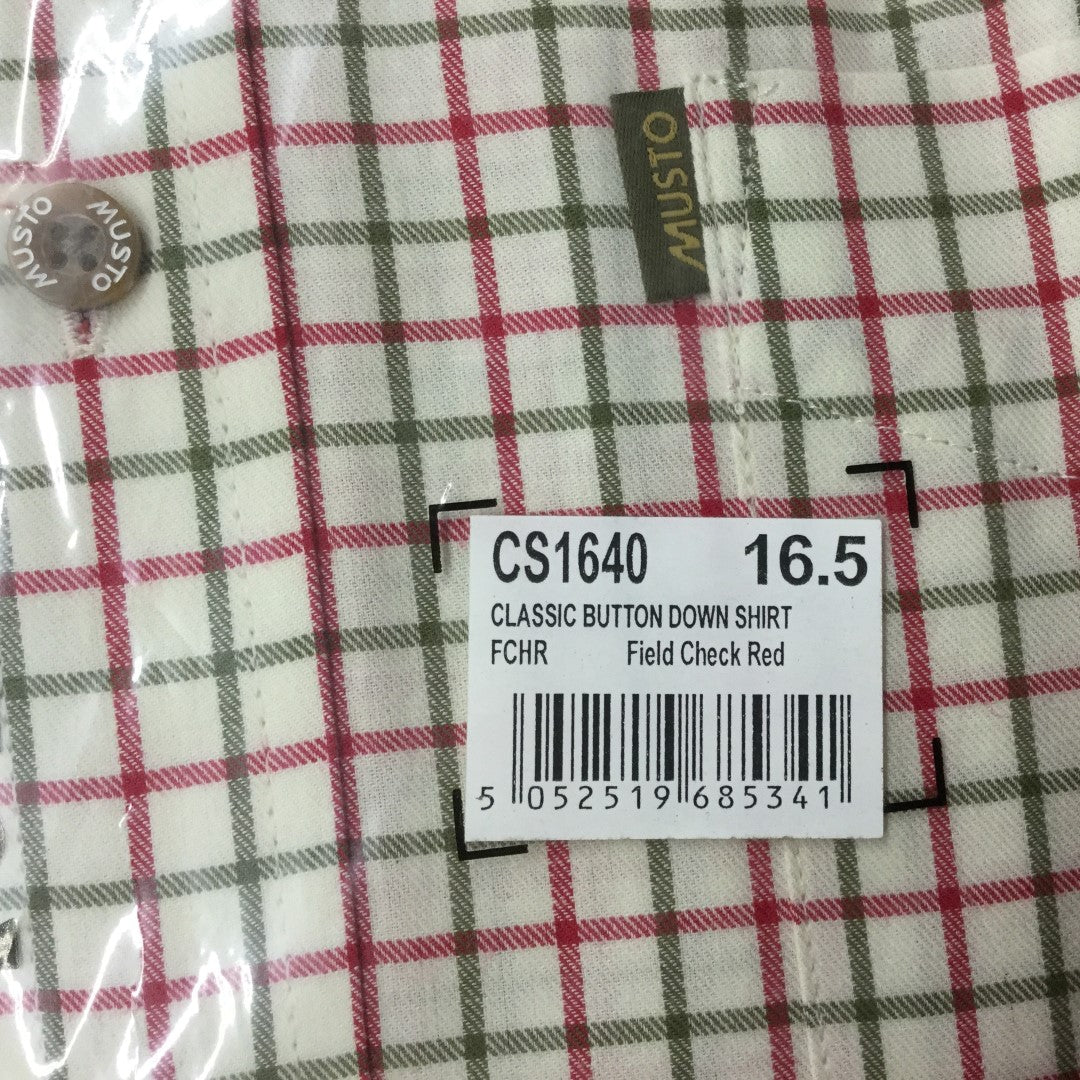 MUSTO
MUSTO
MUSTO
CS1640 16.5
CLASSIC BUTTON DOWN SHIRT
FCHR Field Check Red
5 052519 685341